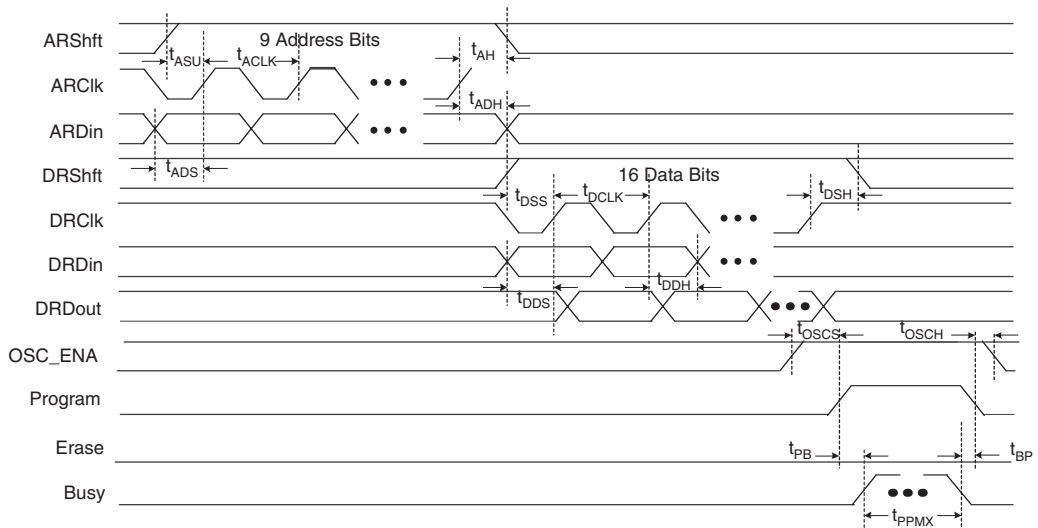 ARShft
9 Address Bits
tASU
tACLK
tAH
ARClk
tADH
ARDin
tADS
DRShft
16 Data Bits
tDSS
tDCLK
tDSH
DRClk
DRDin
tDDS
tDDH
DRDout
tOSCS
tOSCH
OSC_ENA
Program
Erase
tPB
tBP
Busy
tPPMX